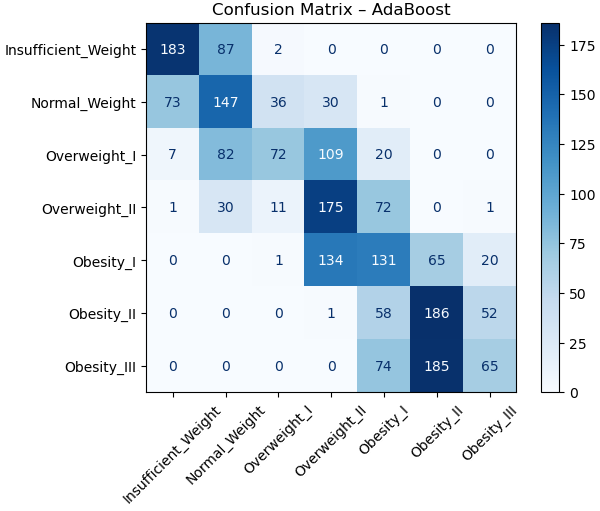 Confusion Matrix – AdaBoost
Insufficient_Weight 183 87 2 0 0 0 0
Normal_Weight 73 147 36 30 1 0 0
Overweight_I 7 82 72 109 20 0 0
Overweight_II 1 30 11 175 72 0 1
Obesity_I 0 0 1 134 131 65 20
Obesity_II 0 0 0 1 58 186 52
Obesity_III 0 0 0 0 74 185 65
Insufficient_Weight Normal_Weight Overweight_I Overweight_II Obesity_I Obesity_II Obesity_III
175
150
125
100
75
50
25
0